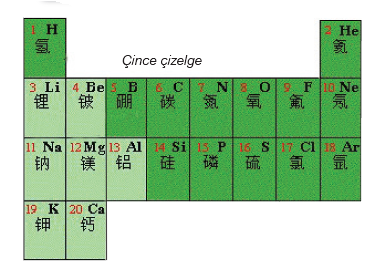 1 H 2 He
氢 氦
Çince çizelge
3 Li 4 Be 5 B 6 C 7 N 8 O 9 F 10 Ne
锂 铍 硼 碳 氮 氧 氟 氖
11 Na 12 Mg 13 Al 14 Si 15 P 16 S 17 Cl 18 Ar
钠 镁 铝 硅 磷 硫 氯 氩
19 K 20 Ca
钾 钙